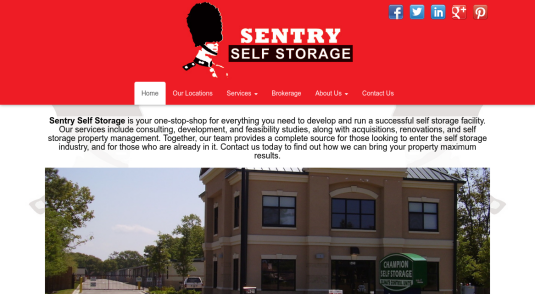 SENTRY
SELF STORAGE
Home Our Locations Services Brokerage About Us Contact Us
Sentry Self Storage is your one-stop-shop for everything you need to develop and run a successful self storage facility.
Our services include consulting, development, and feasibility studies, along with acquisitions, renovations, and self
storage property management. Together, our team provides a complete source for those looking to enter the self storage
industry, and for those who are already in it. Contact us today to find out how we can bring your property maximum
results.
CHAMPION
SELF STORAGE